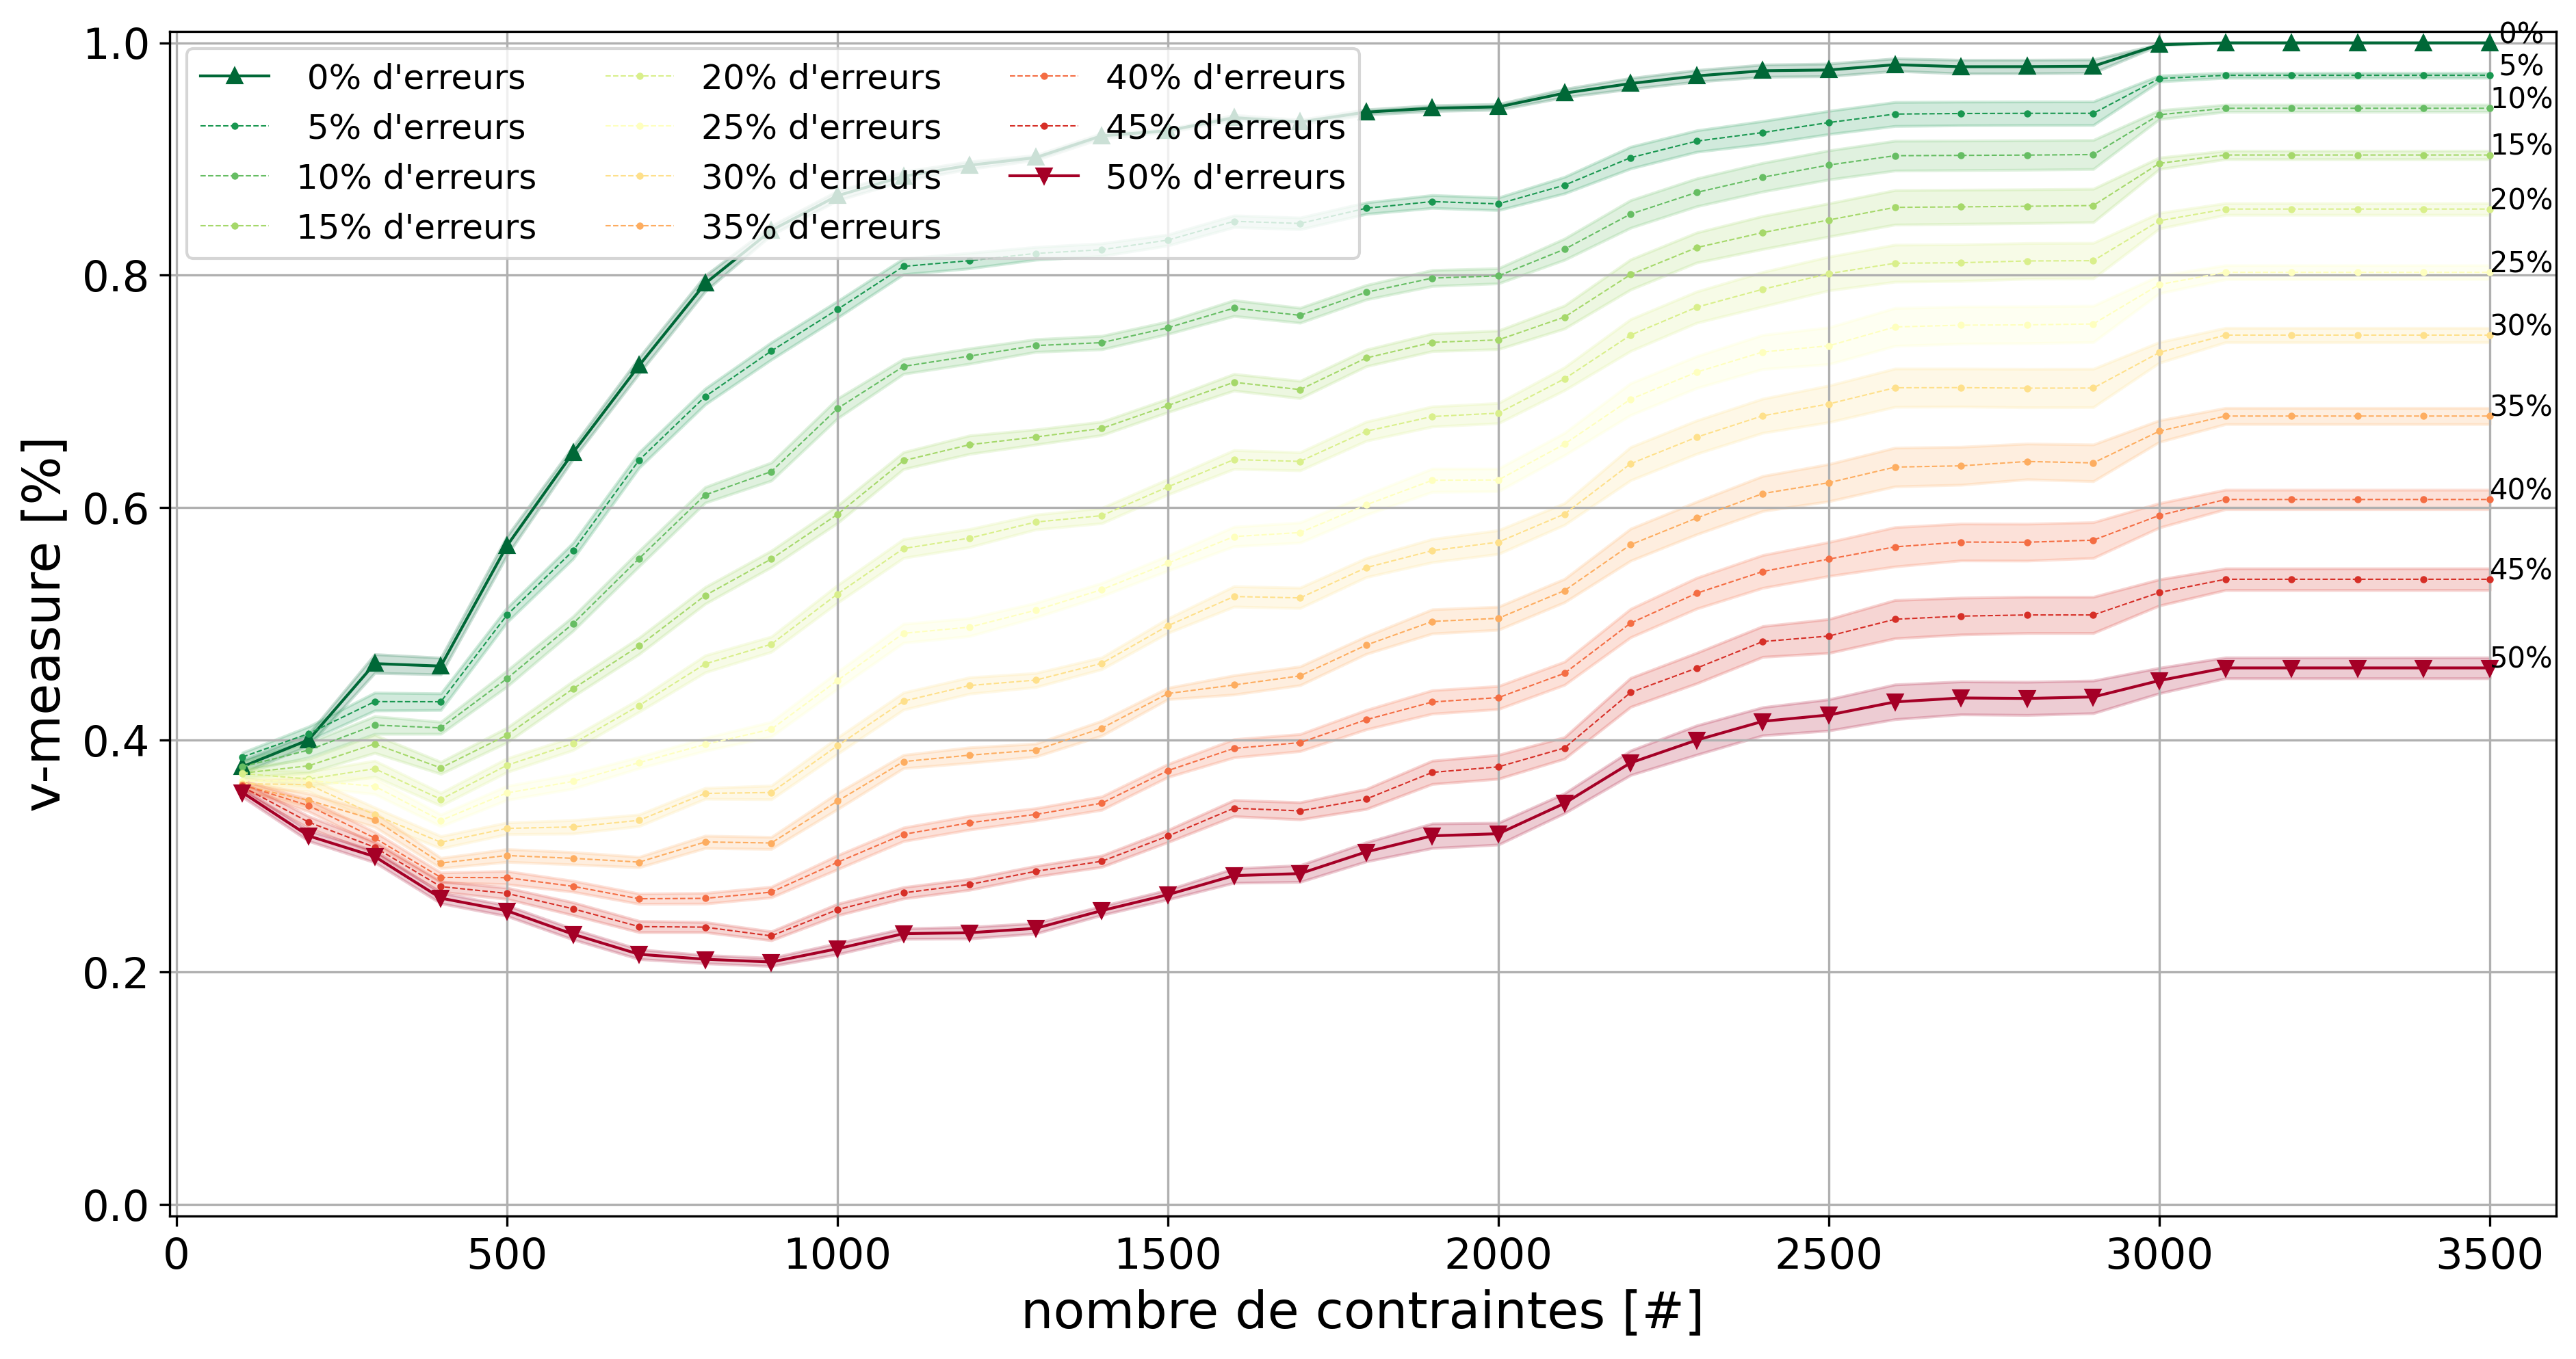 v-measure [%]
1.0
0.8
0.6
0.4
0.2
0.0
0% d'erreurs
5% d'erreurs
10% d'erreurs
15% d'erreurs
20% d'erreurs
25% d'erreurs
30% d'erreurs
35% d'erreurs
40% d'erreurs
45% d'erreurs
50% d'erreurs
0%
5%
10%
15%
20%
25%
30%
35%
40%
45%
50%
0 500 1000 1500 2000 2500 3000 3500
nombre de contraintes [#]